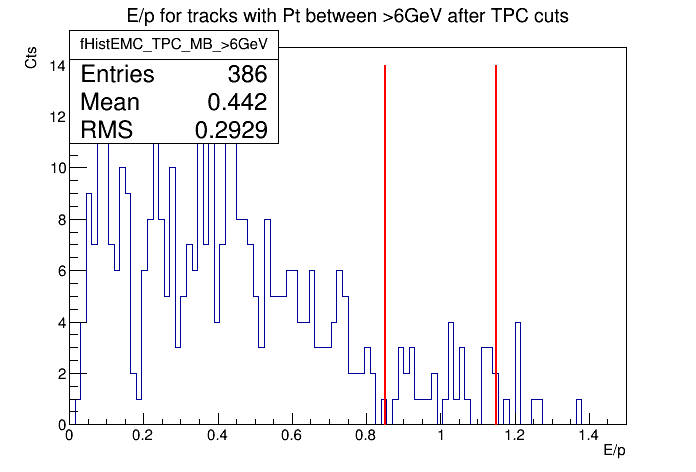 E/p for tracks with Pt between >6GeV after TPC cuts
fHistEMC_TPC_MB_>6GeV
Entries 386
Mean 0.442
RMS 0.2929
Cts
14
12
10
8
6
4
2
0
0 0.2 0.4 0.6 0.8 1 1.2 1.4
E/p